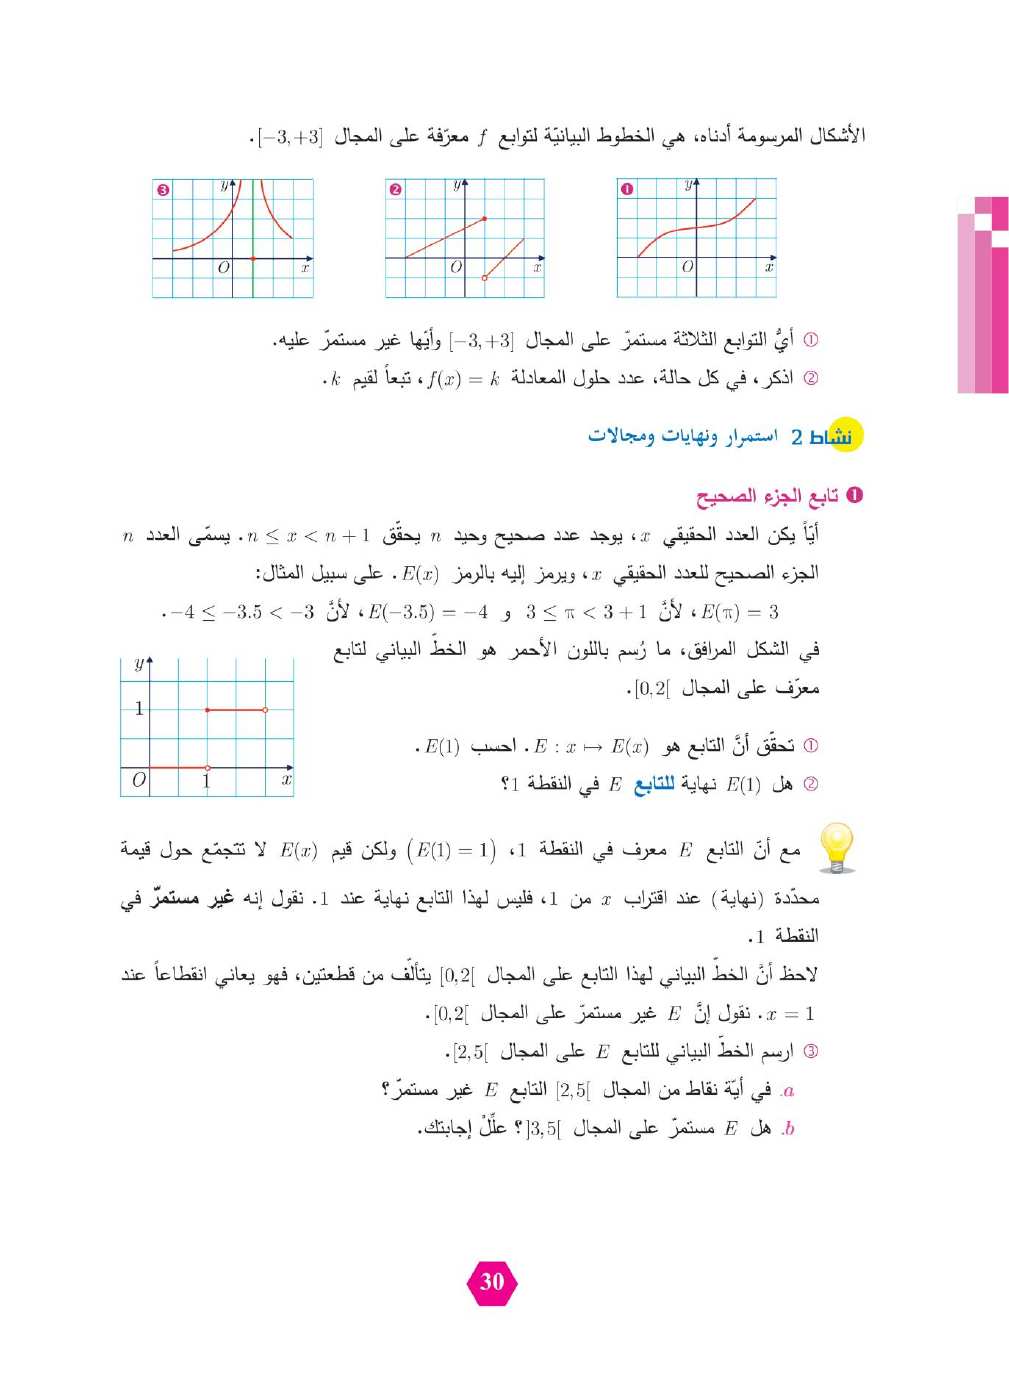 الأشكال المرسومة أدناه، هي الخطوط البيانيّة لتوابع f معرّفة على المجال [−3,+3].
❶ y O x
❷ y O x
❸ y O x
① أيُّ التوابع الثلاثة مستمرّ على المجال [−3,+3] وأيّها غير مستمرّ عليه.
② اذكر، في كل حالة، عدد حلول المعادلة f(x) = k، تبعاً لقيم k.
نشاط 2 استمرار ونهايات ومجالات
❶ تابع الجزء الصحيح
أيّاً يكن العدد الحقيقي x، يوجد عدد صحيح وحيد n يحقّق n ≤ x < n + 1. يسمّى العدد n
الجزء الصحيح للعدد الحقيقي x، ويرمز إليه بالرمز E(x). على سبيل المثال:
E(π) = 3، لأنَّ 3 ≤ π < 3 + 1 و E(−3.5) = −4، لأنَّ −4 ≤ −3.5 < −3.
في الشكل المرافق، ما رُسم باللون الأحمر هو الخطّ البياني لتابع
معرّف على المجال [0,2[.
y 1 O 1 x
① تحقّق أنَّ التابع هو E : x ↦ E(x). احسب E(1).
② هل E(1) نهاية للتابع E في النقطة 1؟
مع أنّ التابع E معرف في النقطة 1، (E(1) = 1) ولكن قيم E(x) لا تتجمّع حول قيمة
محدّدة (نهاية) عند اقتراب x من 1، فليس لهذا التابع نهاية عند 1. نقول إنه غير مستمرّ في
النقطة 1.
لاحظ أنَّ الخطّ البياني لهذا التابع على المجال [0,2[ يتألّف من قطعتين، فهو يعاني انقطاعاً عند
x = 1. نقول إنَّ E غير مستمرّ على المجال [0,2[.
③ ارسم الخطّ البياني للتابع E على المجال [2,5[.
a. في أيّة نقاط من المجال [2,5[ التابع E غير مستمرّ؟
b. هل E مستمرّ على المجال ]3,5[؟ علِّلْ إجابتك.
30